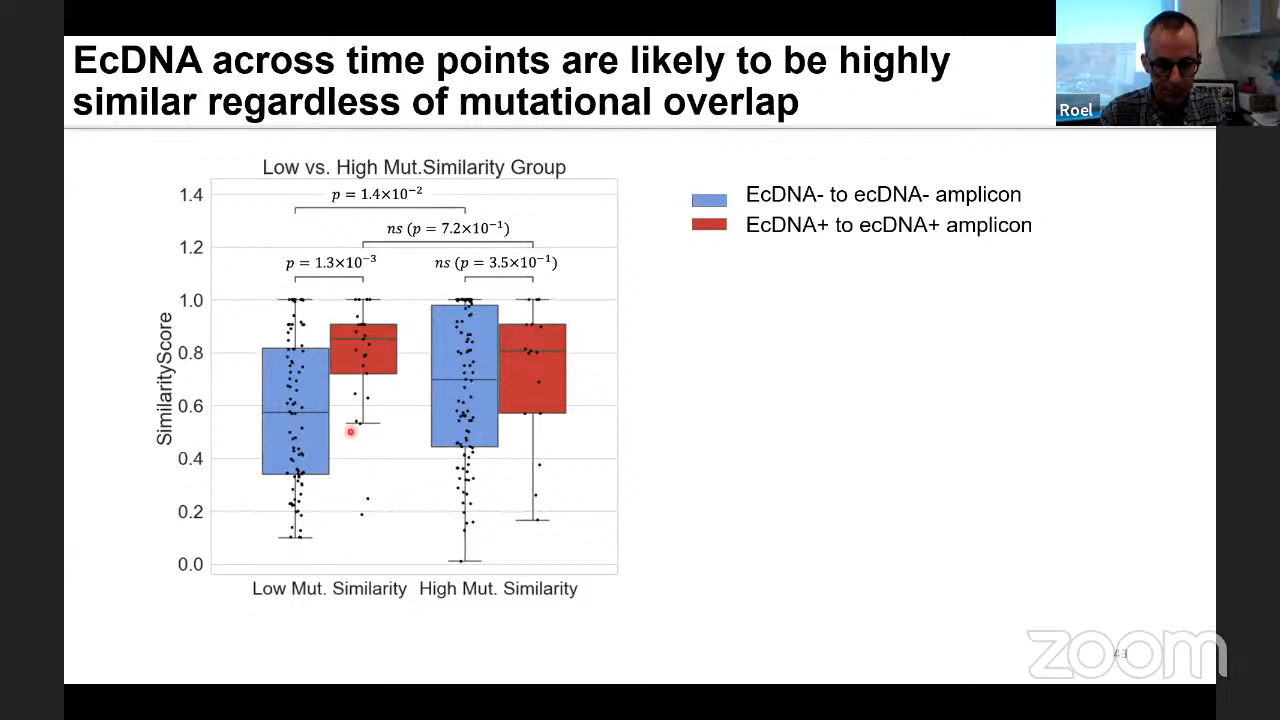 EcDNA across time points are likely to be highly
similar regardless of mutational overlap
Roel
Low vs. High Mut.Similarity Group
EcDNA- to ecDNA- amplicon
EcDNA+ to ecDNA+ amplicon
p = 1.4×10⁻²
ns (p = 7.2×10⁻¹)
p = 1.3×10⁻³
ns (p = 3.5×10⁻¹)
SimilarityScore
1.4
1.2
1.0
0.8
0.6
0.4
0.2
0.0
Low Mut. Similarity
High Mut. Similarity
43
zoom